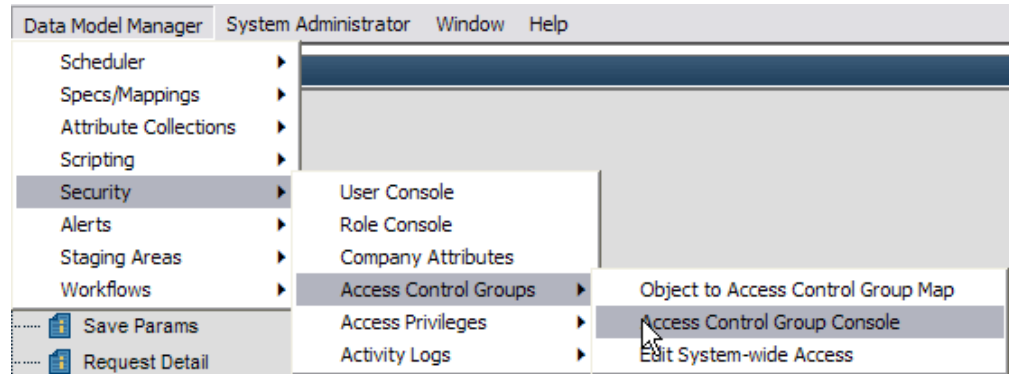 Data Model Manager System Administrator Window Help
Scheduler
Specs/Mappings
Attribute Collections
Scripting
Security
Alerts
Staging Areas
Workflows
Save Params
Request Detail
User Console
Role Console
Company Attributes
Access Control Groups
Access Privileges
Activity Logs
Object to Access Control Group Map
Access Control Group Console
Edit System-wide Access